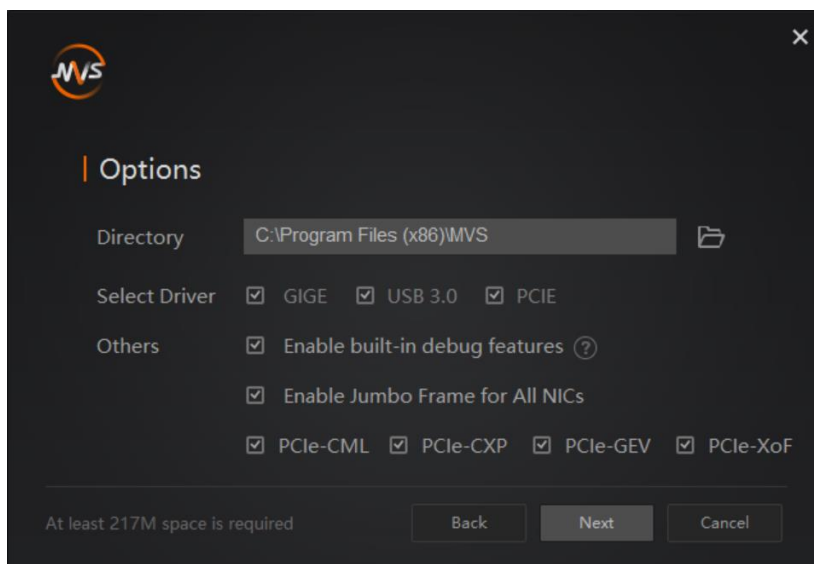 MVS
Options
Directory C:\Program Files (x86)\MVS
Select Driver GIGE USB 3.0 PCIE
Others Enable built-in debug features ?
Enable Jumbo Frame for All NICs
PCIe-CML PCIe-CXP PCIe-GEV PCIe-XoF
At least 217M space is required Back Next Cancel